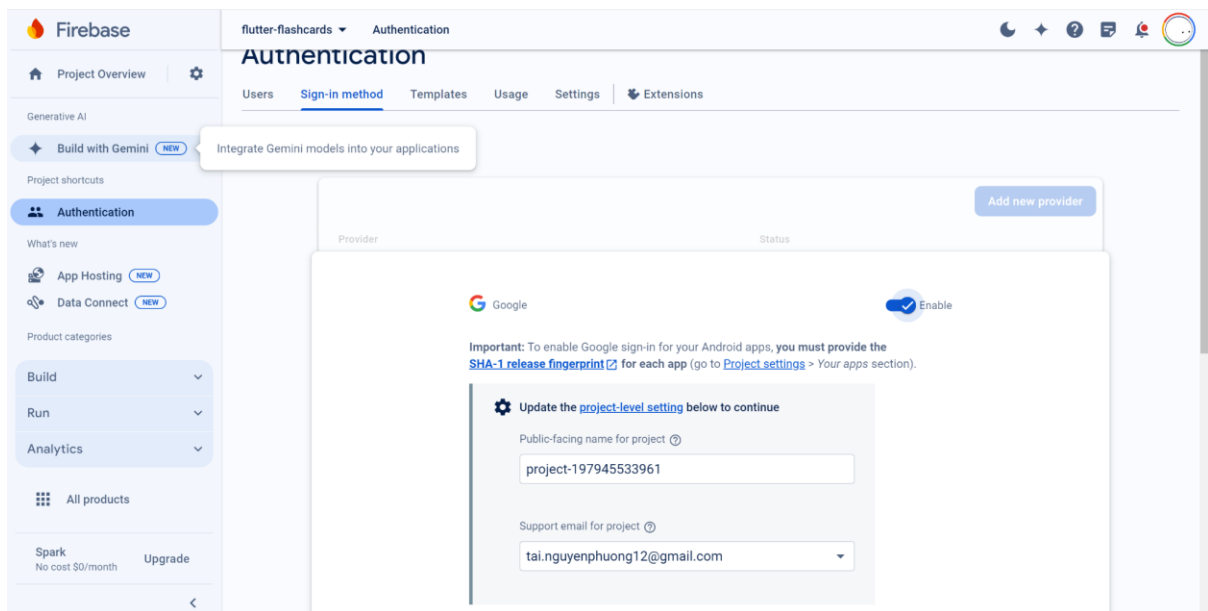 Firebase
flutter-flashcards
Authentication
Authentication
Project Overview
Users
Sign-in method
Templates
Usage
Settings
Extensions
Generative AI
Build with Gemini NEW
Integrate Gemini models into your applications
Project shortcuts
Authentication
What's new
App Hosting NEW
Data Connect NEW
Product categories
Build
Run
Analytics
All products
Spark
No cost $0/month
Upgrade
Add new provider
Provider
Status
Google
Enable
Important: To enable Google sign-in for your Android apps, you must provide the
SHA-1 release fingerprint for each app (go to Project settings > Your apps section).
Update the project-level setting below to continue
Public-facing name for project
project-197945533961
Support email for project
tai.nguyenphuong12@gmail.com